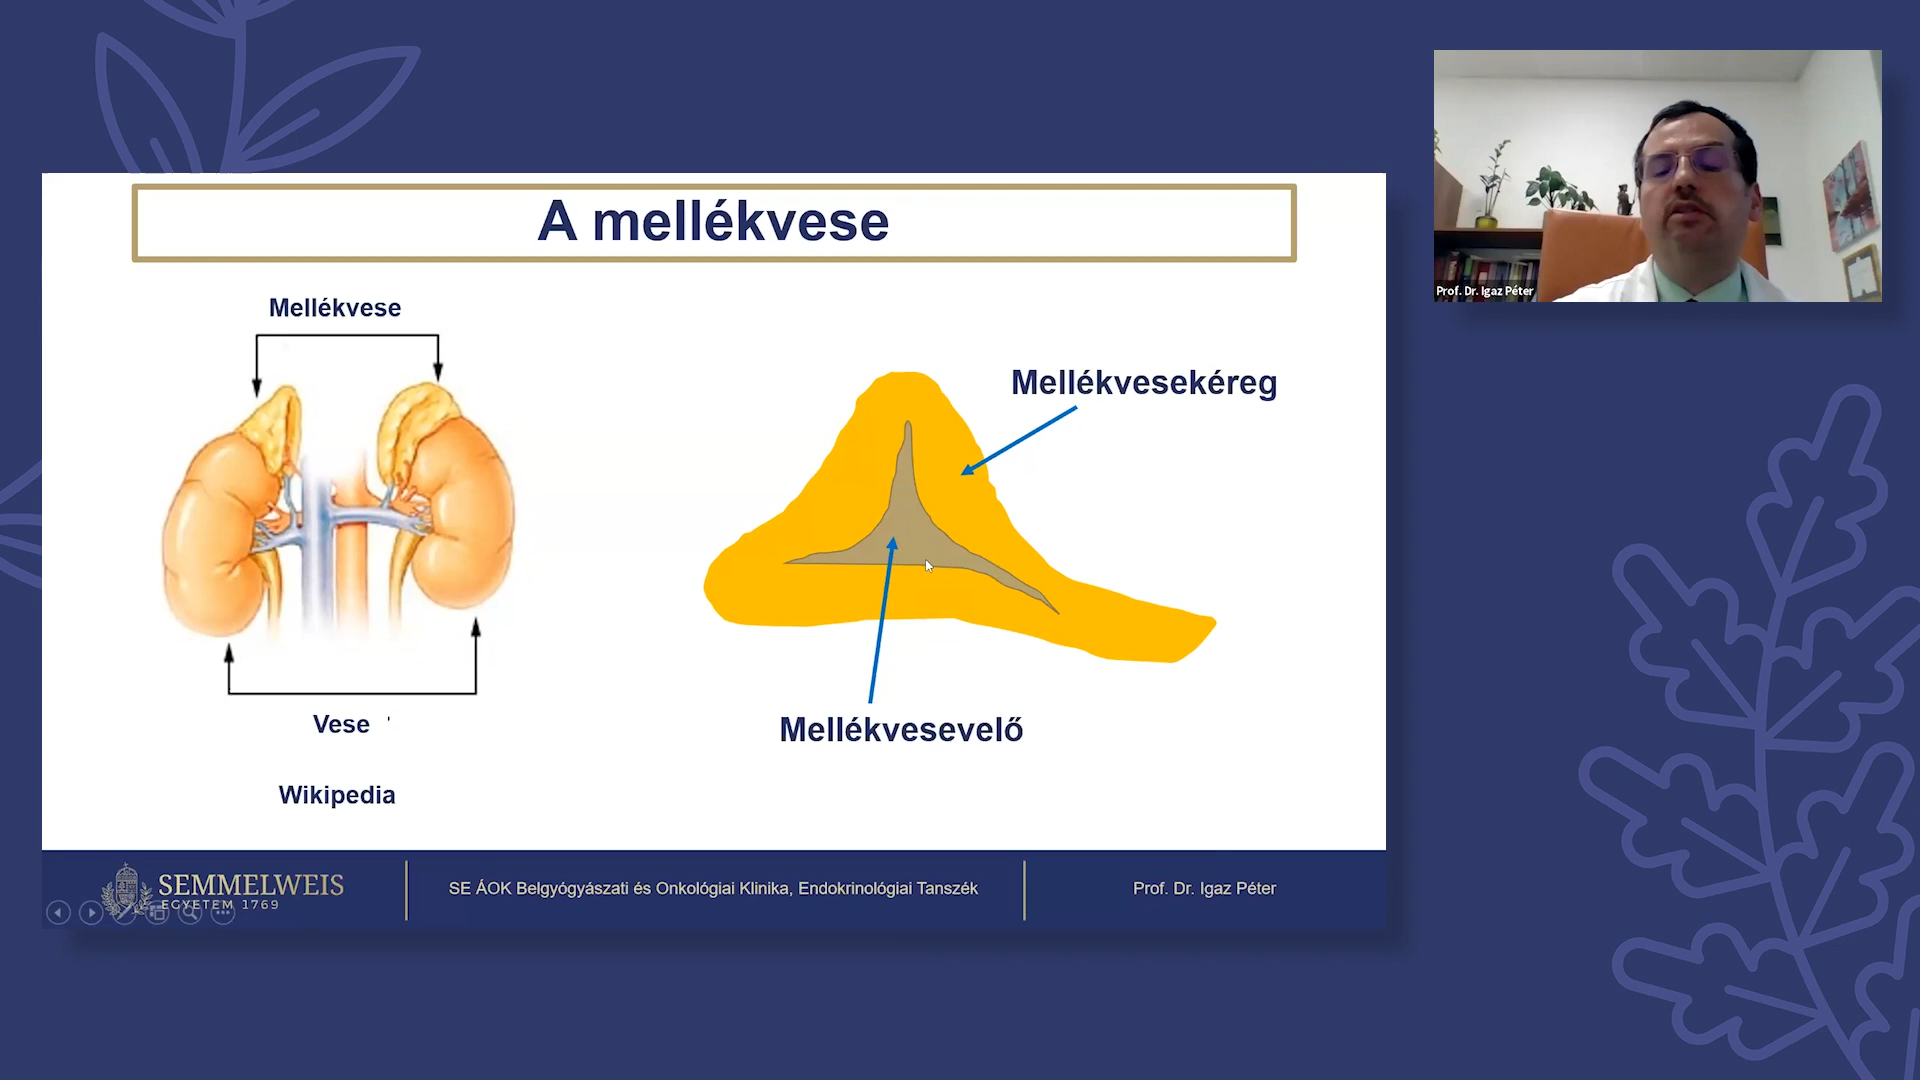 A mellékvese
Mellékvese
Vese '
Wikipedia
Mellékvesekéreg
Mellékvesevelő
SEMMELWEIS
EGYETEM 1769
SE ÁOK Belgyógyászati és Onkológiai Klinika, Endokrinológiai Tanszék
Prof. Dr. Igaz Péter
Prof. Dr. Igaz Péter